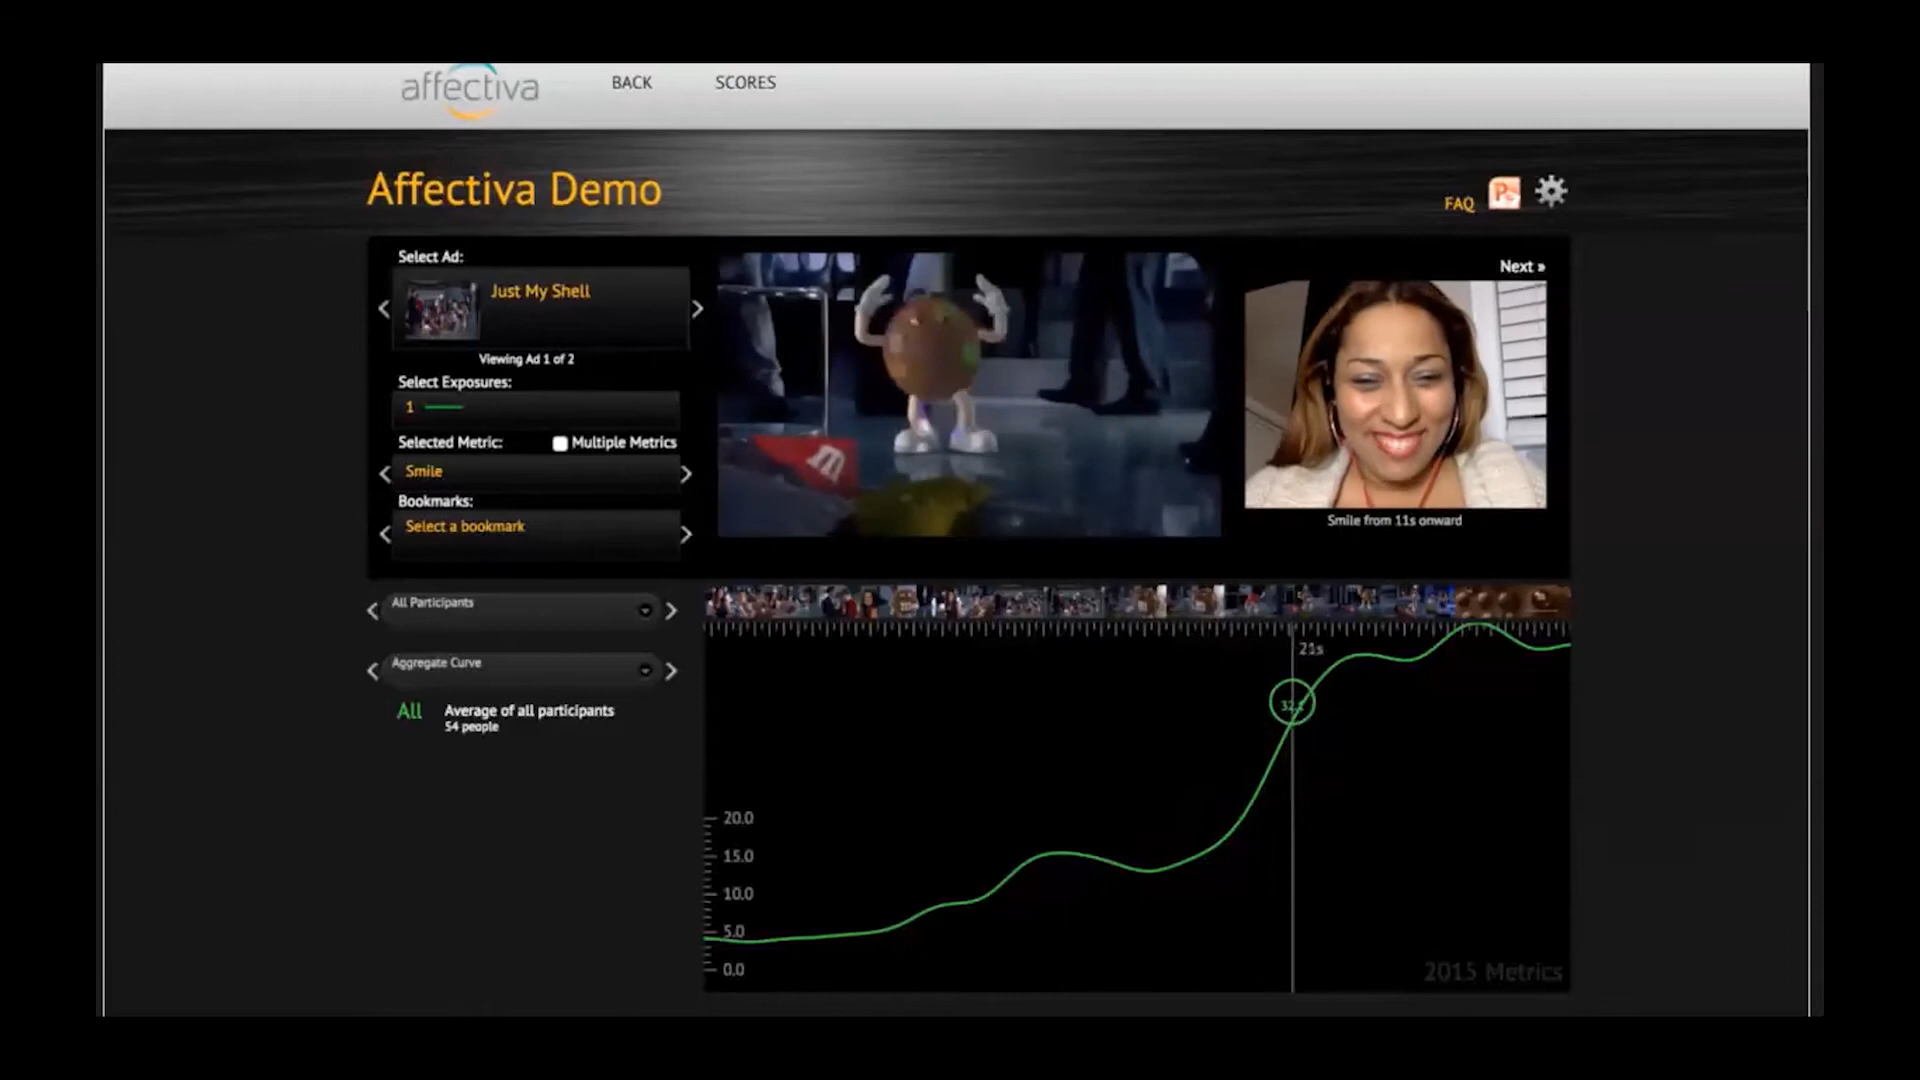 affectiva
BACK
SCORES
Affectiva Demo
FAQ
Select Ad:
Just My Shell
Viewing Ad 1 of 2
Select Exposures:
1
Selected Metric:
Multiple Metrics
Smile
Bookmarks:
Select a bookmark
m
Next »
Smile from 11s onward
All Participants
Aggregate Curve
All
Average of all participants
54 people
21s
20.0
15.0
10.0
5.0
0.0
2015 Metrics